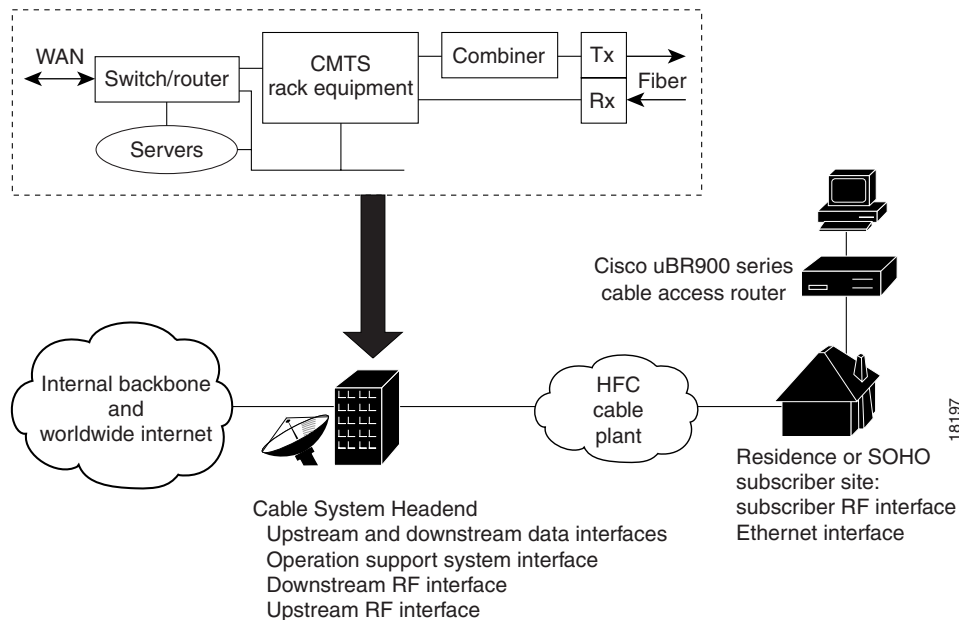 WAN
Switch/router
Servers
CMTS
rack equipment
Combiner
Tx
Rx
Fiber
Cisco uBR900 series
cable access router
Internal backbone
and
worldwide internet
HFC
cable
plant
18197
Residence or SOHO
subscriber site:
subscriber RF interface
Ethernet interface
Cable System Headend
Upstream and downstream data interfaces
Operation support system interface
Downstream RF interface
Upstream RF interface